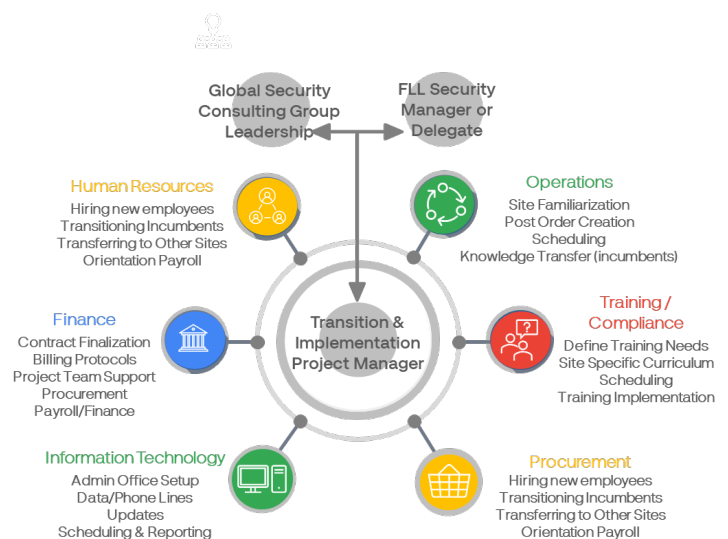 Global Security
Consulting Group
Leadership
FLL Security
Manager or
Delegate
Human Resources
Hiring new employees
Transitioning Incumbents
Transferring to Other Sites
Orientation Payroll
Operations
Site Familiarization
Post Order Creation
Scheduling
Knowledge Transfer (incumbents)
Finance
Contract Finalization
Billing Protocols
Project Team Support
Procurement
Payroll/Finance
Transition &
Implementation
Project Manager
Training /
Compliance
Define Training Needs
Site Specific Curriculum
Scheduling
Training Implementation
?
Information Technology
Admin Office Setup
Data/Phone Lines
Updates
Scheduling & Reporting
Procurement
Hiring new employees
Transitioning Incumbents
Transferring to Other Sites
Orientation Payroll